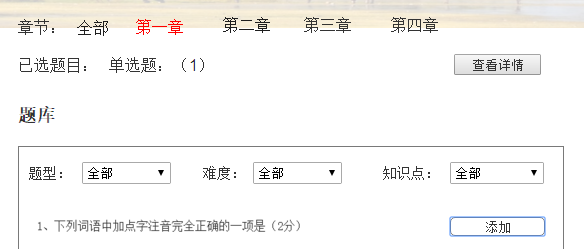 章节： 全部 第一章 第二章 第三章 第四章
已选题目： 单选题：（1） 查看详情
题库
题型： 全部 难度： 全部 知识点： 全部
1、下列词语中加点字注音完全正确的一项是（2分） 添加